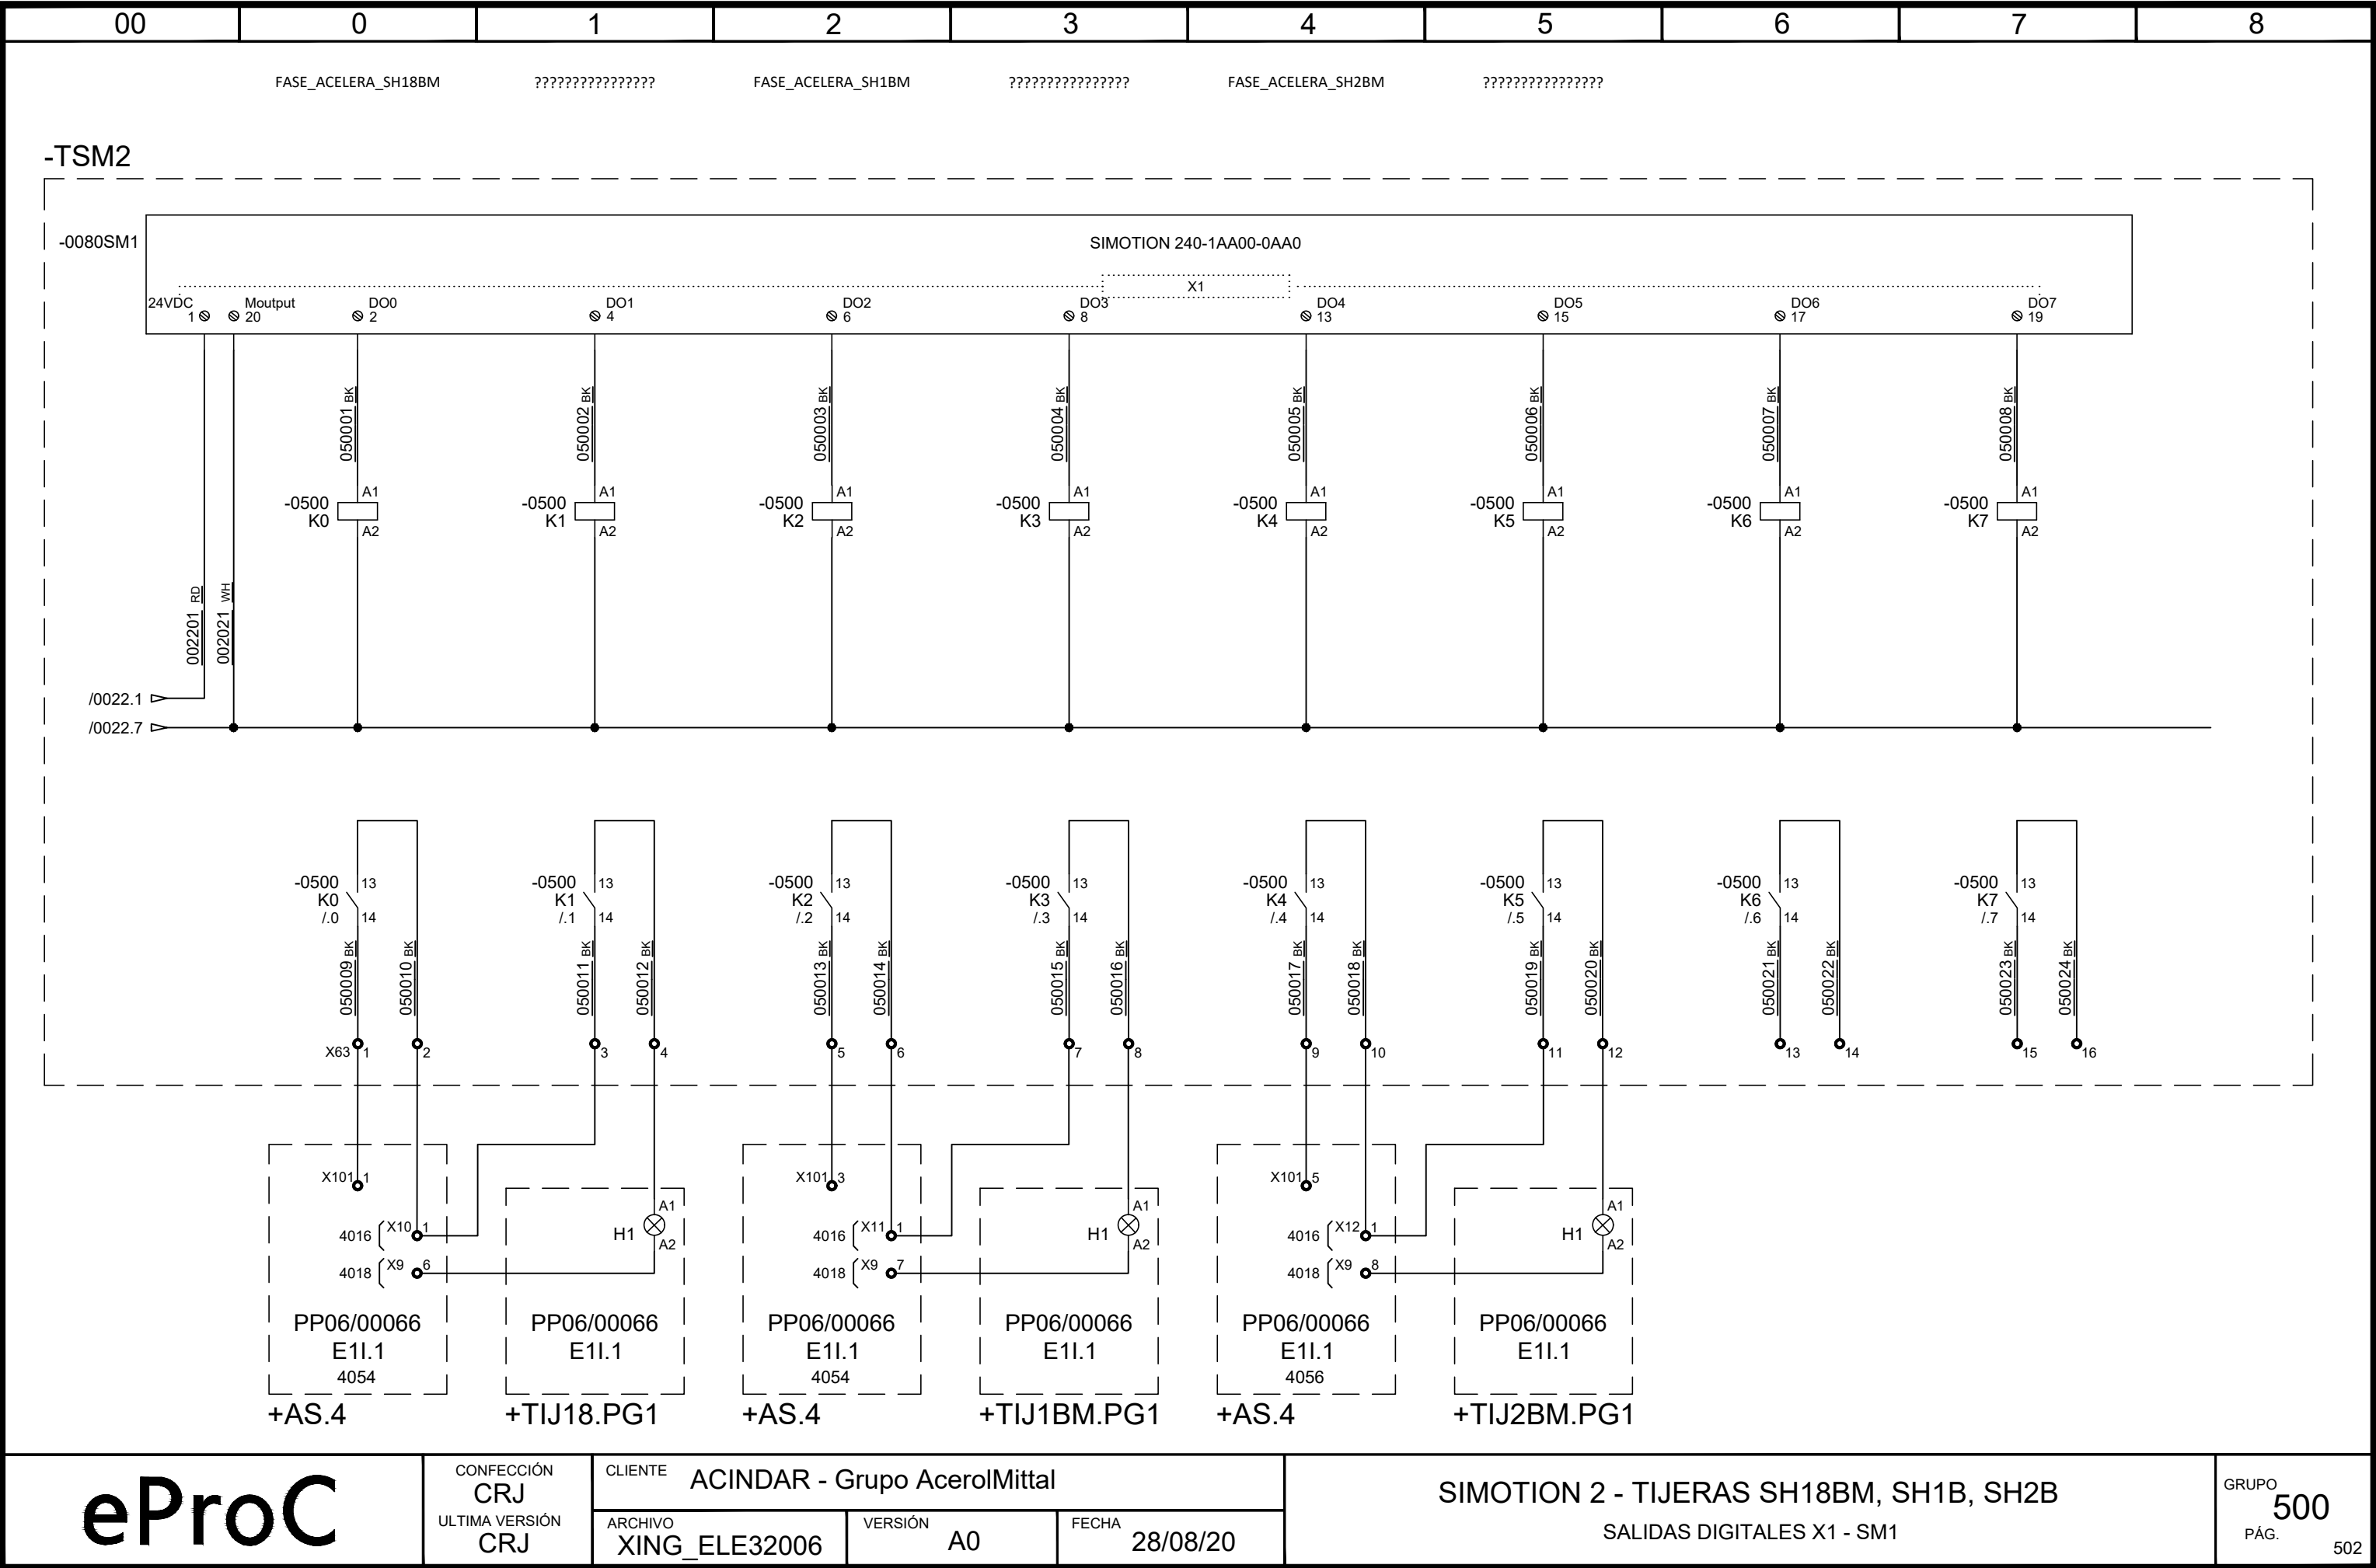 00 0 1 2 3 4 5 6 7 8
FASE_ACELERA_SH18BM ???????????????? FASE_ACELERA_SH1BM ???????????????? FASE_ACELERA_SH2BM ????????????????
-TSM2
-0080SM1
SIMOTION 240-1AA00-0AA0
X1
24VDC Moutput DO0 DO1 DO2 DO3 DO4 DO5 DO6 DO7
1 20 2 4 6 8 13 15 17 19
050001 BK 050002 BK 050003 BK 050004 BK 050005 BK 050006 BK 050007 BK 050008 BK
A1 A1 A1 A1 A1 A1 A1 A1
-0500 -0500 -0500 -0500 -0500 -0500 -0500 -0500
K0 K1 K2 K3 K4 K5 K6 K7
A2 A2 A2 A2 A2 A2 A2 A2
002201 RD 002021 WH
/0022.1
/0022.7
-0500 13 -0500 13 -0500 13 -0500 13 -0500 13 -0500 13 -0500 13 -0500 13
K0 K1 K2 K3 K4 K5 K6 K7
/.0 14 /.1 14 /.2 14 /.3 14 /.4 14 /.5 14 /.6 14 /.7 14
050009 BK 050010 BK 050011 BK 050012 BK 050013 BK 050014 BK 050015 BK 050016 BK 050017 BK 050018 BK 050019 BK 050020 BK 050021 BK 050022 BK 050023 BK 050024 BK
X63 1 2 3 4 5 6 7 8 9 10 11 12 13 14 15 16
X101 1 X101 3 X101 5
A1 A1 A1
4016 X10 1 H1 4016 X11 1 H1 4016 X12 1 H1
A2 A2 A2
4018 X9 6 4018 X9 7 4018 X9 8
PP06/00066 PP06/00066 PP06/00066 PP06/00066 PP06/00066 PP06/00066
E1I.1 E1I.1 E1I.1 E1I.1 E1I.1 E1I.1
4054 4054 4056
+AS.4 +TIJ18.PG1 +AS.4 +TIJ1BM.PG1 +AS.4 +TIJ2BM.PG1
eProC
CONFECCIÓN
CRJ
ULTIMA VERSIÓN
CRJ
CLIENTE ACINDAR - Grupo AcerolMittal
ARCHIVO
XING_ELE32006
VERSIÓN
A0
FECHA
28/08/20
SIMOTION 2 - TIJERAS SH18BM, SH1B, SH2B
SALIDAS DIGITALES X1 - SM1
GRUPO
500
PÁG.
502